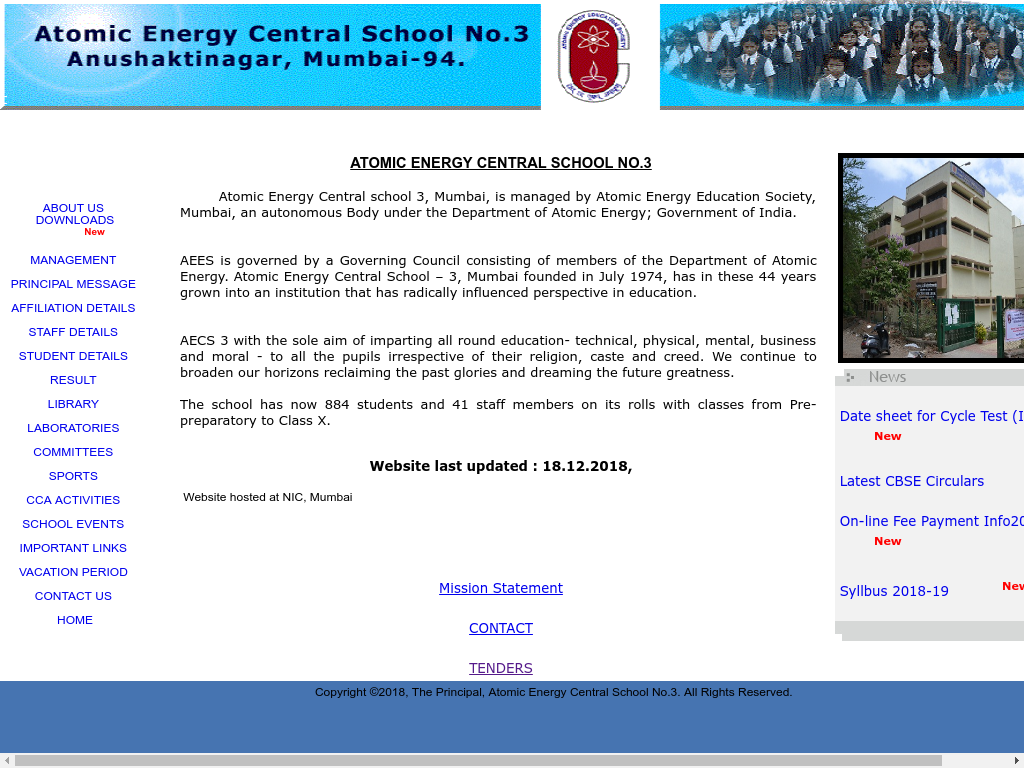 Atomic Energy Central School No.3
Anushaktinagar, Mumbai-94.
ATOMIC ENERGY EDUCATION SOCIETY
ABOUT US
DOWNLOADS
New
MANAGEMENT
PRINCIPAL MESSAGE
AFFILIATION DETAILS
STAFF DETAILS
STUDENT DETAILS
RESULT
LIBRARY
LABORATORIES
COMMITTEES
SPORTS
CCA ACTIVITIES
SCHOOL EVENTS
IMPORTANT LINKS
VACATION PERIOD
CONTACT US
HOME
ATOMIC ENERGY CENTRAL SCHOOL NO.3
Atomic Energy Central school 3, Mumbai, is managed by Atomic Energy Education Society,
Mumbai, an autonomous Body under the Department of Atomic Energy; Government of India.
AEES is governed by a Governing Council consisting of members of the Department of Atomic
Energy. Atomic Energy Central School – 3, Mumbai founded in July 1974, has in these 44 years
grown into an institution that has radically influenced perspective in education.
AECS 3 with the sole aim of imparting all round education- technical, physical, mental, business
and moral - to all the pupils irrespective of their religion, caste and creed. We continue to
broaden our horizons reclaiming the past glories and dreaming the future greatness.
The school has now 884 students and 41 staff members on its rolls with classes from Pre-
preparatory to Class X.
Website last updated : 18.12.2018,
Website hosted at NIC, Mumbai
Mission Statement
CONTACT
TENDERS
News
Date sheet for Cycle Test (I
New
Latest CBSE Circulars
On-line Fee Payment Info20
New
Syllbus 2018-19
New
Copyright ©2018, The Principal, Atomic Energy Central School No.3. All Rights Reserved.